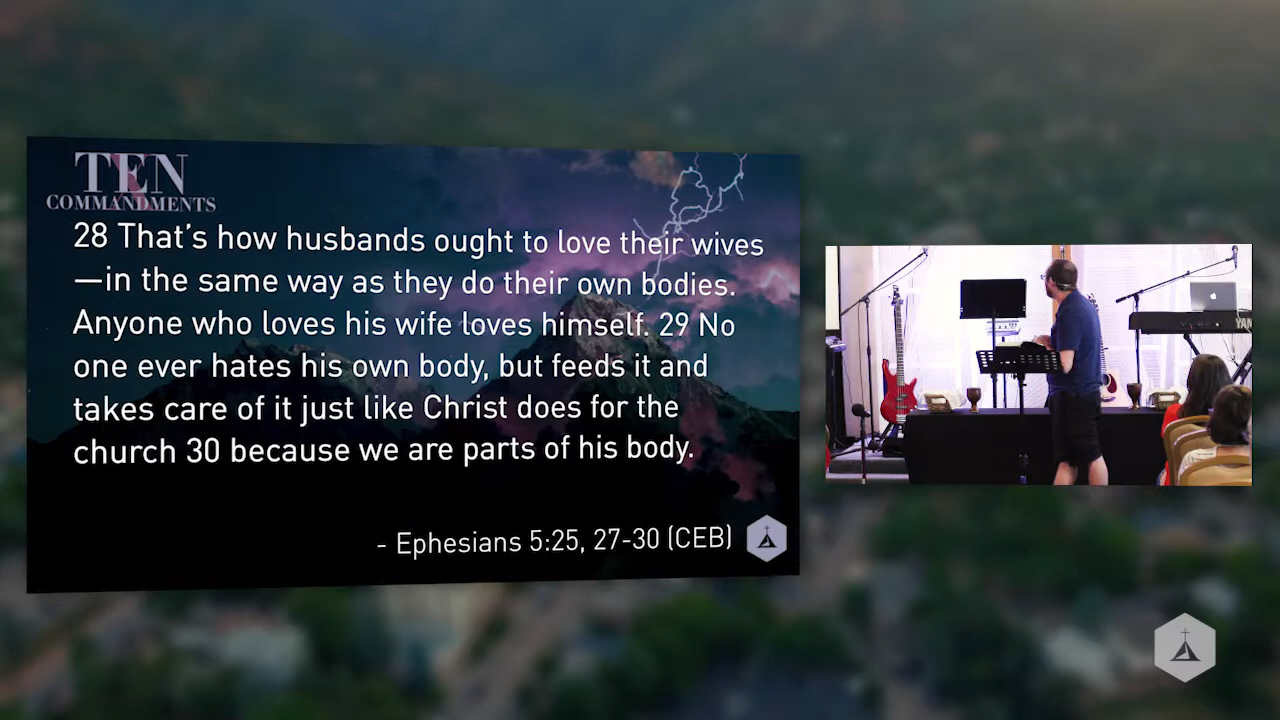 TEN
COMMANDMENTS
28 That's how husbands ought to love their wives
—in the same way as they do their own bodies.
Anyone who loves his wife loves himself. 29 No
one ever hates his own body, but feeds it and
takes care of it just like Christ does for the
church 30 because we are parts of his body.
- Ephesians 5:25, 27-30 (CEB)